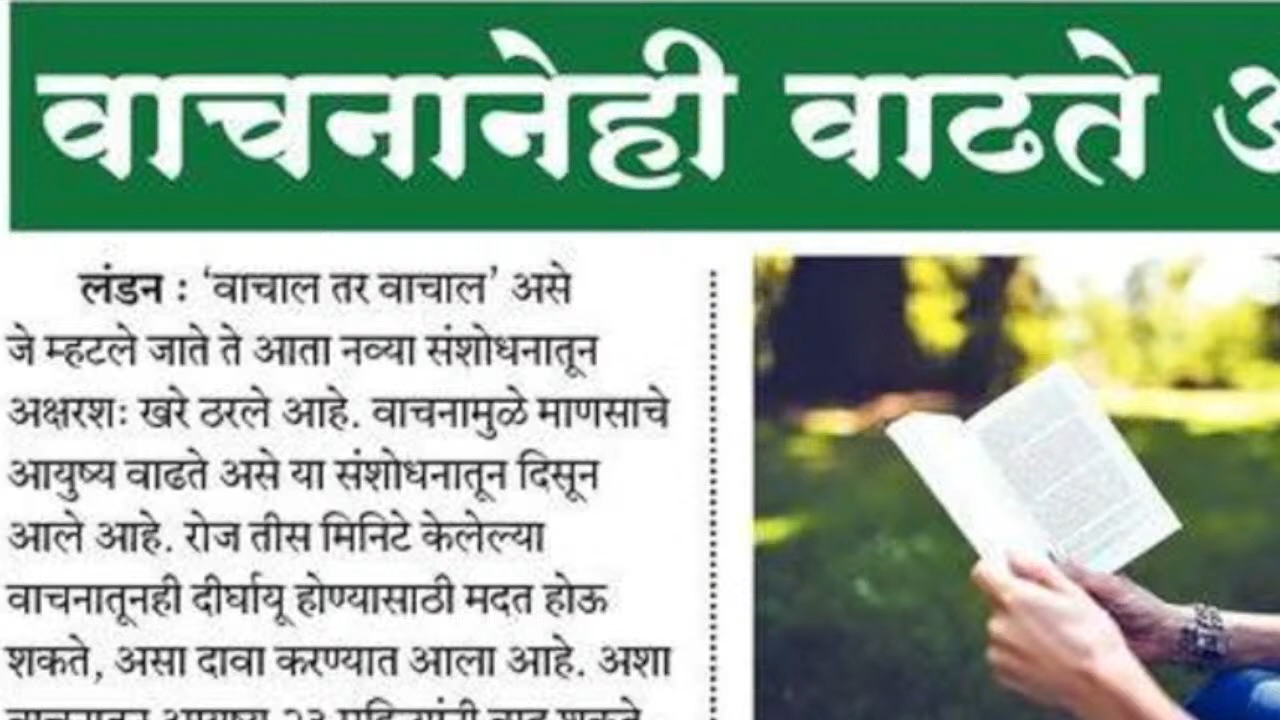 वाचनानेही वाढते
लंडन : ‘वाचाल तर वाचाल’ असे
जे म्हटले जाते ते आता नव्या संशोधनातून
अक्षरशः खरे ठरले आहे. वाचनामुळे माणसाचे
आयुष्य वाढते असे या संशोधनातून दिसून
आले आहे. रोज तीस मिनिटे केलेल्या
वाचनातूनही दीर्घायू होण्यासाठी मदत होऊ
शकते, असा दावा करण्यात आला आहे. अशा